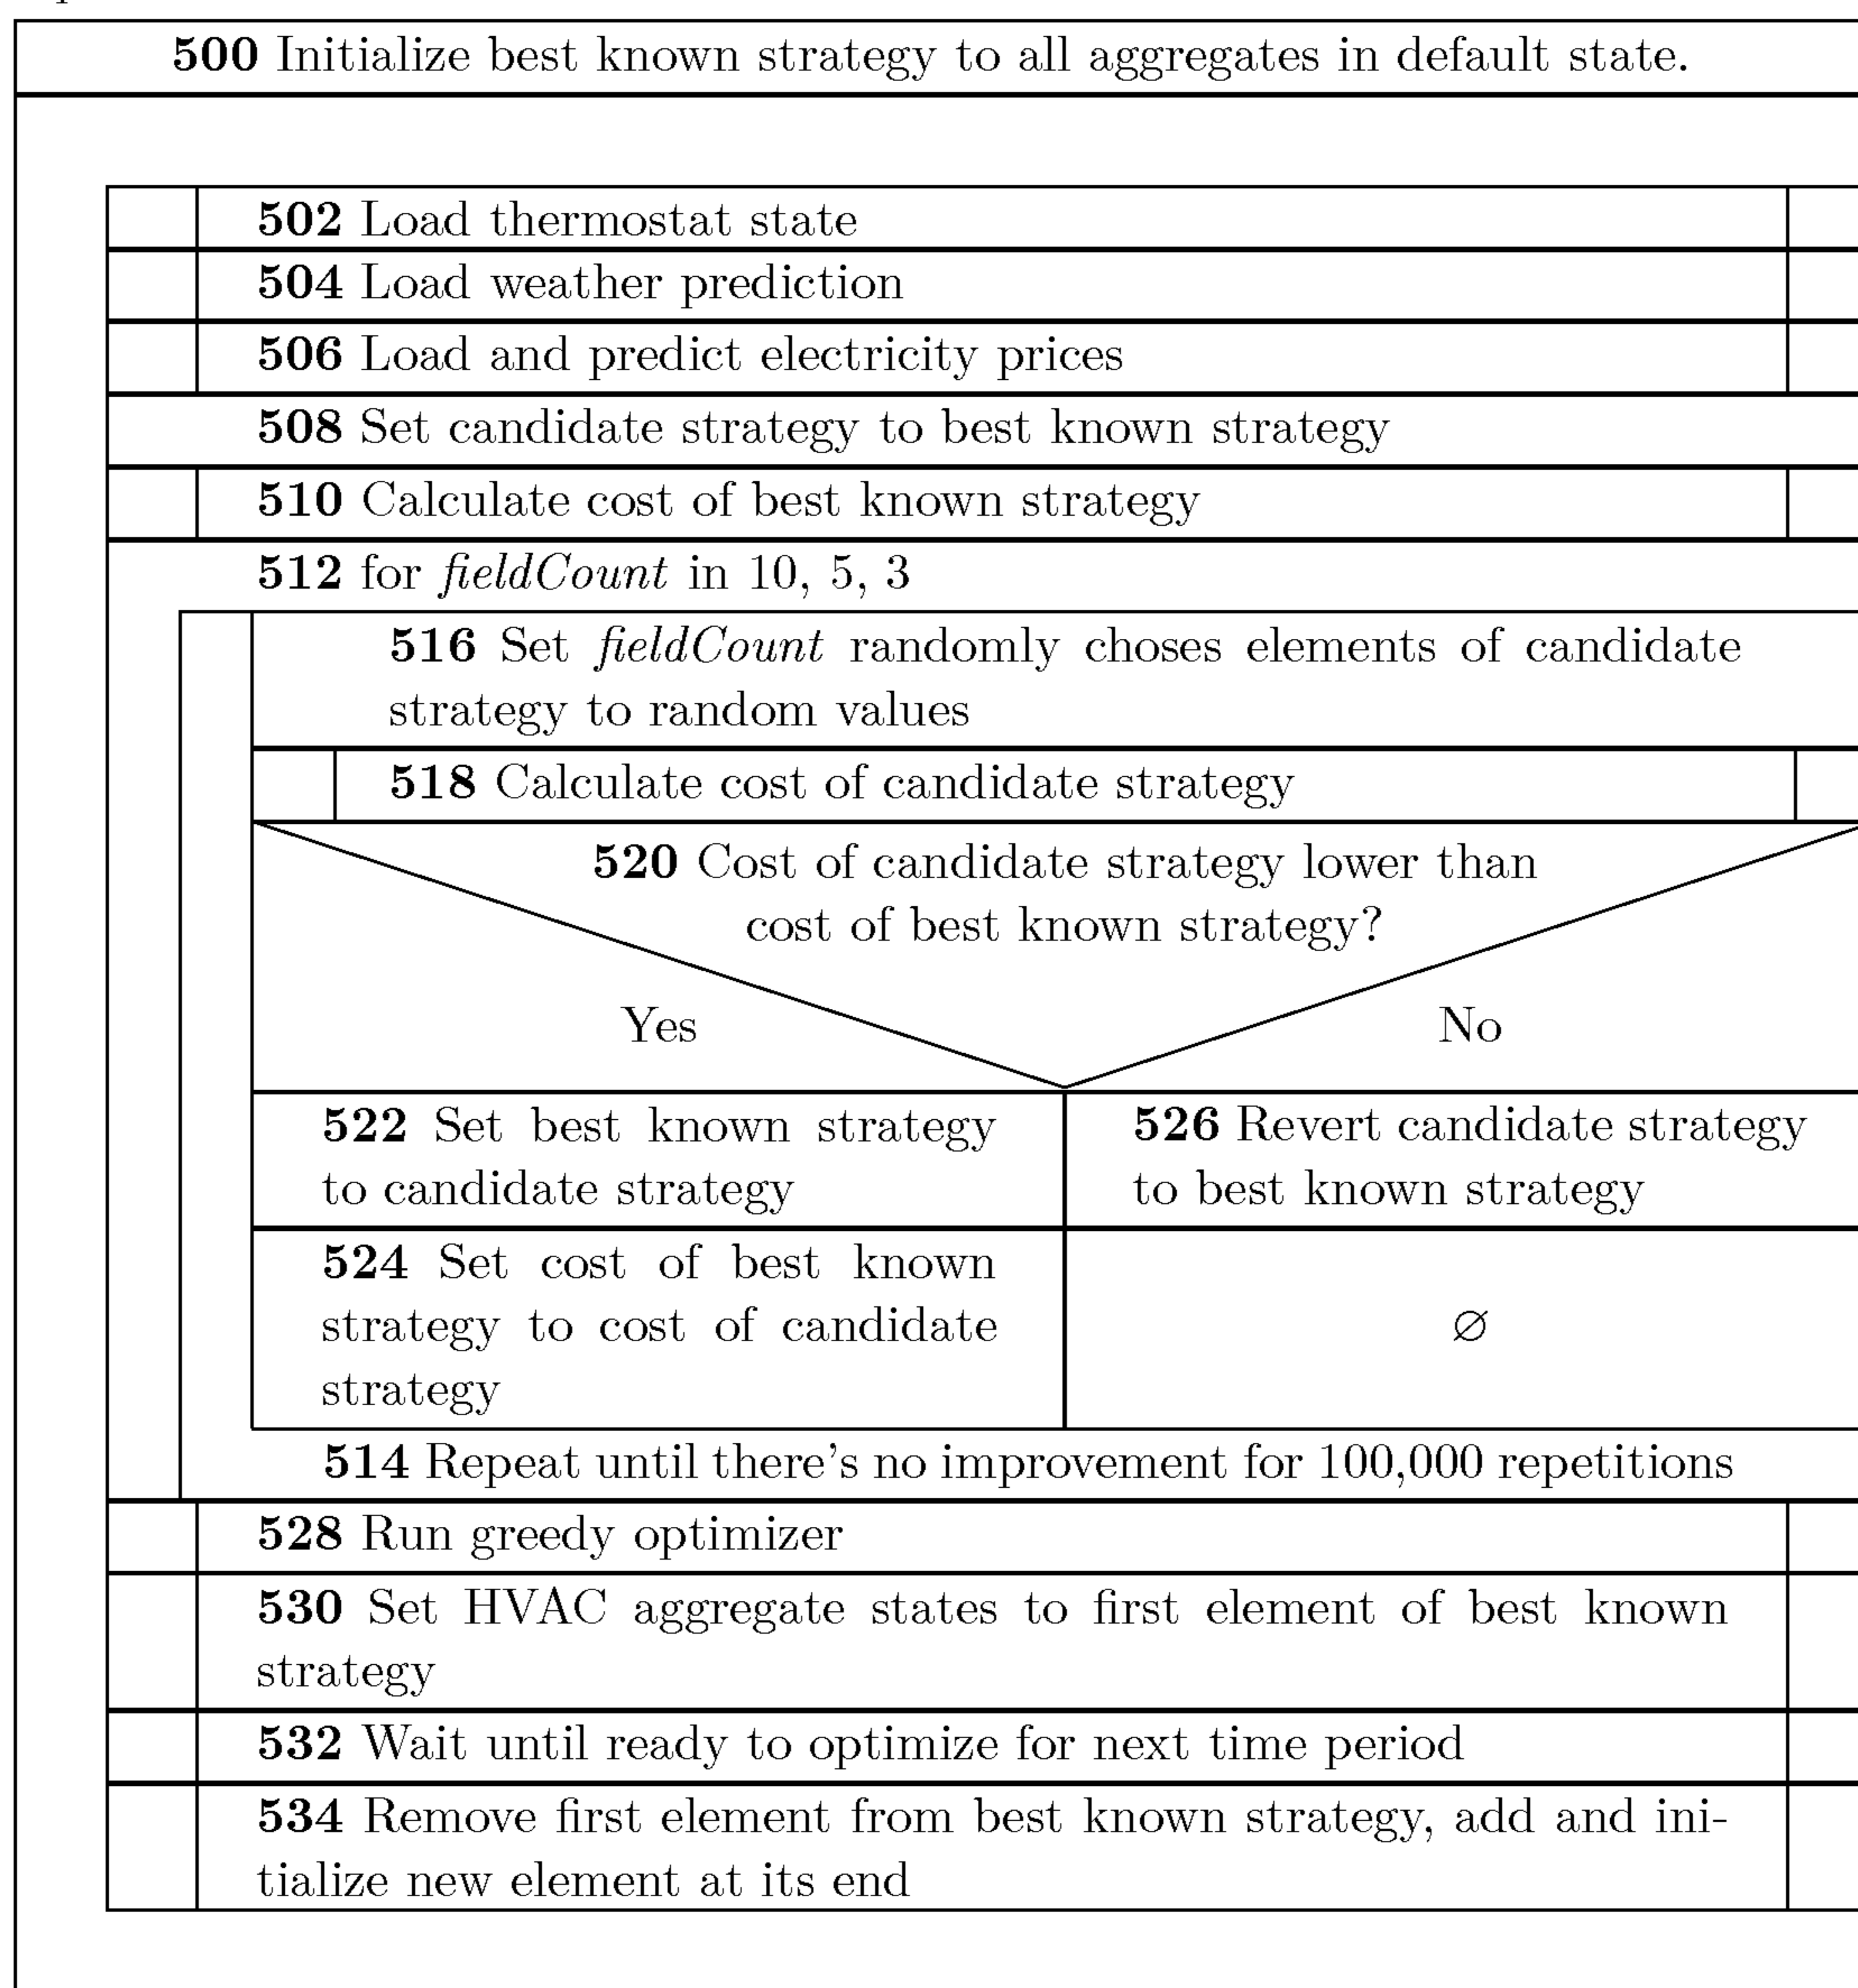 500 Initialize best known strategy to all aggregates in default state.
502 Load thermostat state
504 Load weather prediction
506 Load and predict electricity prices
508 Set candidate strategy to best known strategy
510 Calculate cost of best known strategy
512 for fieldCount in 10, 5, 3
516 Set fieldCount randomly choses elements of candidate
strategy to random values
518 Calculate cost of candidate strategy
520 Cost of candidate strategy lower than
cost of best known strategy?
Yes
No
522 Set best known strategy
to candidate strategy
526 Revert candidate strategy
to best known strategy
524 Set cost of best known
strategy to cost of candidate
strategy
∅
514 Repeat until there's no improvement for 100,000 repetitions
528 Run greedy optimizer
530 Set HVAC aggregate states to first element of best known
strategy
532 Wait until ready to optimize for next time period
534 Remove first element from best known strategy, add and ini-
tialize new element at its end